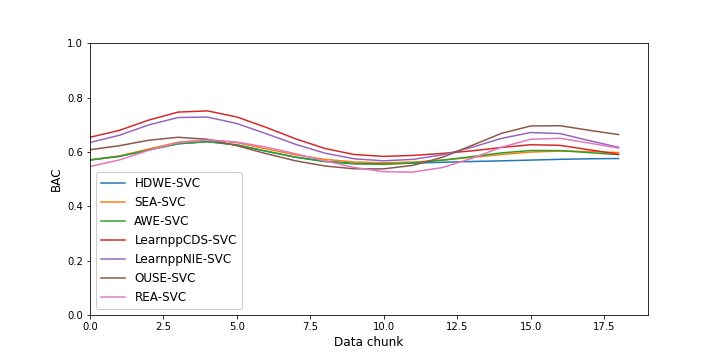 1.0
0.8
0.6
0.4
0.2
0.0
BAC
HDWE-SVC
SEA-SVC
AWE-SVC
LearnppCDS-SVC
LearnppNIE-SVC
OUSE-SVC
REA-SVC
0.0 2.5 5.0 7.5 10.0 12.5 15.0 17.5
Data chunk